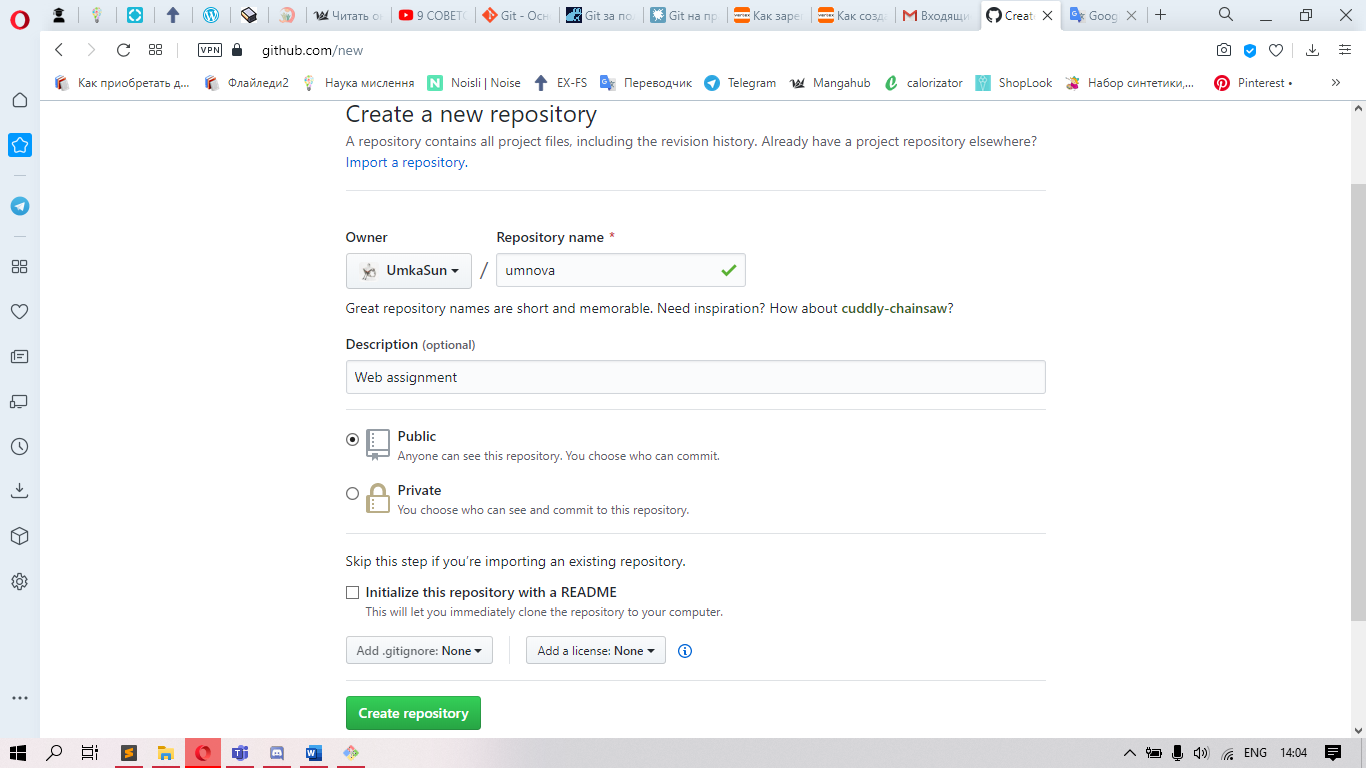 Читать о
9 СОВЕТО
Git - Осн
Git за по
Git на пр
Как заре
Как созд
Входящи
Creat
Goog
VPN
github.com/new
Как приобретать д...
Флайледи2
Наука мислення
Noisli | Noise
EX-FS
Переводчик
Telegram
Mangahub
calorizator
ShopLook
Набор синтетики,...
Pinterest •
Create a new repository
A repository contains all project files, including the revision history. Already have a project repository elsewhere?
Import a repository.
Owner
Repository name *
UmkaSun
/
umnova
Great repository names are short and memorable. Need inspiration? How about cuddly-chainsaw?
Description (optional)
Web assignment
Public
Anyone can see this repository. You choose who can commit.
Private
You choose who can see and commit to this repository.
Skip this step if you're importing an existing repository.
Initialize this repository with a README
This will let you immediately clone the repository to your computer.
Add .gitignore: None
Add a license: None
Create repository
ENG
14:04